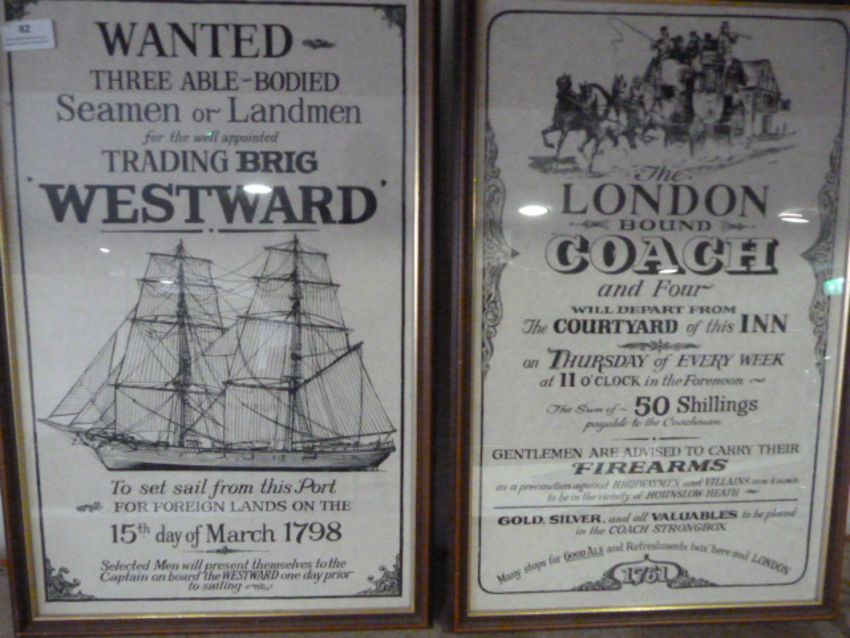 82
WANTED
THREE ABLE-BODIED
Seamen or Landmen
for the well appointed
TRADING BRIG
'WESTWARD'
To set sail from this Port
FOR FOREIGN LANDS ON THE
15th day of March 1798
Selected Men will present themselves to the
Captain on board the WESTWARD one day prior
to sailing
The
LONDON
BOUND
COACH
and Four
WILL DEPART FROM
The COURTYARD of this INN
on THURSDAY of EVERY WEEK
at 11 O'CLOCK in the Forenoon
The Sum of 50 Shillings
payable to the Coachman
GENTLEMEN ARE ADVISED TO CARRY THEIR
FIREARMS
as a precaution against HIGHWAYMEN and VILLAINS now known
to be in the vicinity of HOUNSLOW HEATH
GOLD, SILVER, and all VALUABLES to be placed
in the COACH STRONGBOX
Many stops for GOOD ALE and Refreshments twix here and LONDON
1761